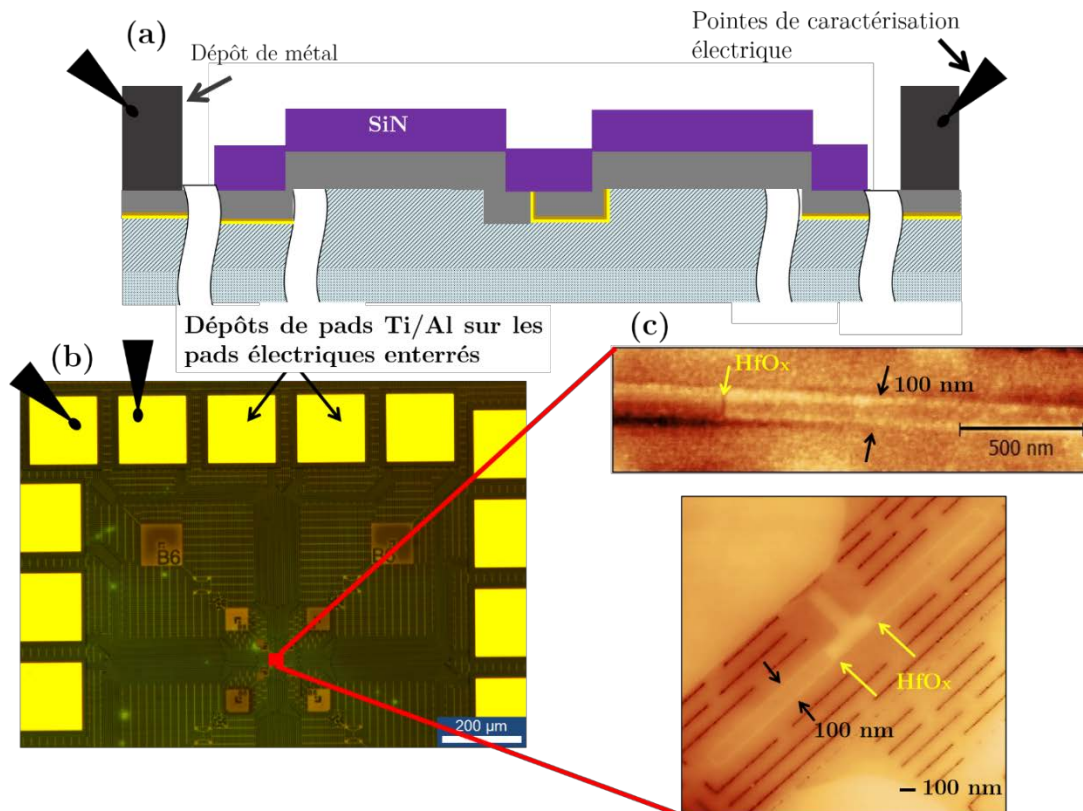 (a)
Dépôt de métal
Pointes de caractérisation
électrique
SiN
Dépôts de pads Ti/Al sur les
pads électriques enterrés
(b)
B6
200 µm
(c)
HfOx
100 nm
500 nm
HfOx
100 nm
100 nm